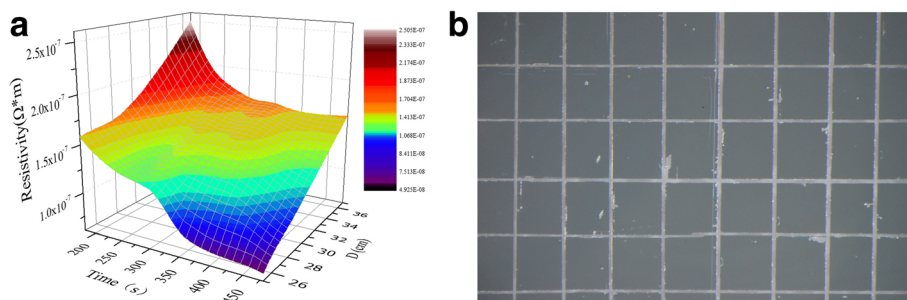 a
b
2.5x10⁻⁷
2.0x10⁻⁷
1.5x10⁻⁷
1.0x10⁻⁷
Resistivity(Ω*m)
200
250
300
350
400
450
Time (s)
26
28
30
32
34
36
D (cm)
2.505E-07
2.333E-07
2.174E-07
1.873E-07
1.704E-07
1.413E-07
1.068E-07
8.411E-08
7.513E-08
4.925E-08